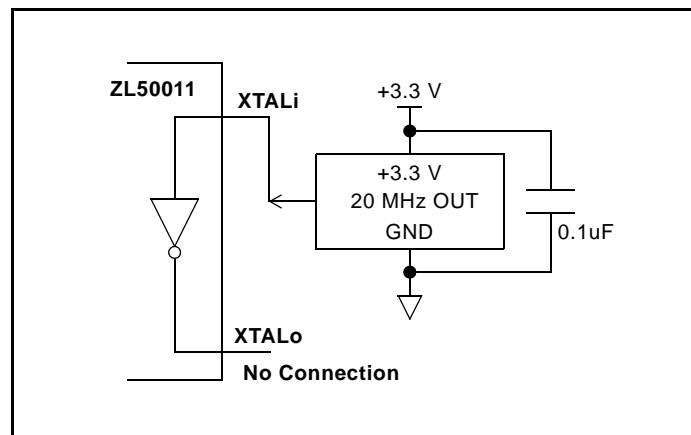 ZL50011
XTALi
+3.3 V
+3.3 V
20 MHz OUT
GND
0.1uF
XTALo
No Connection